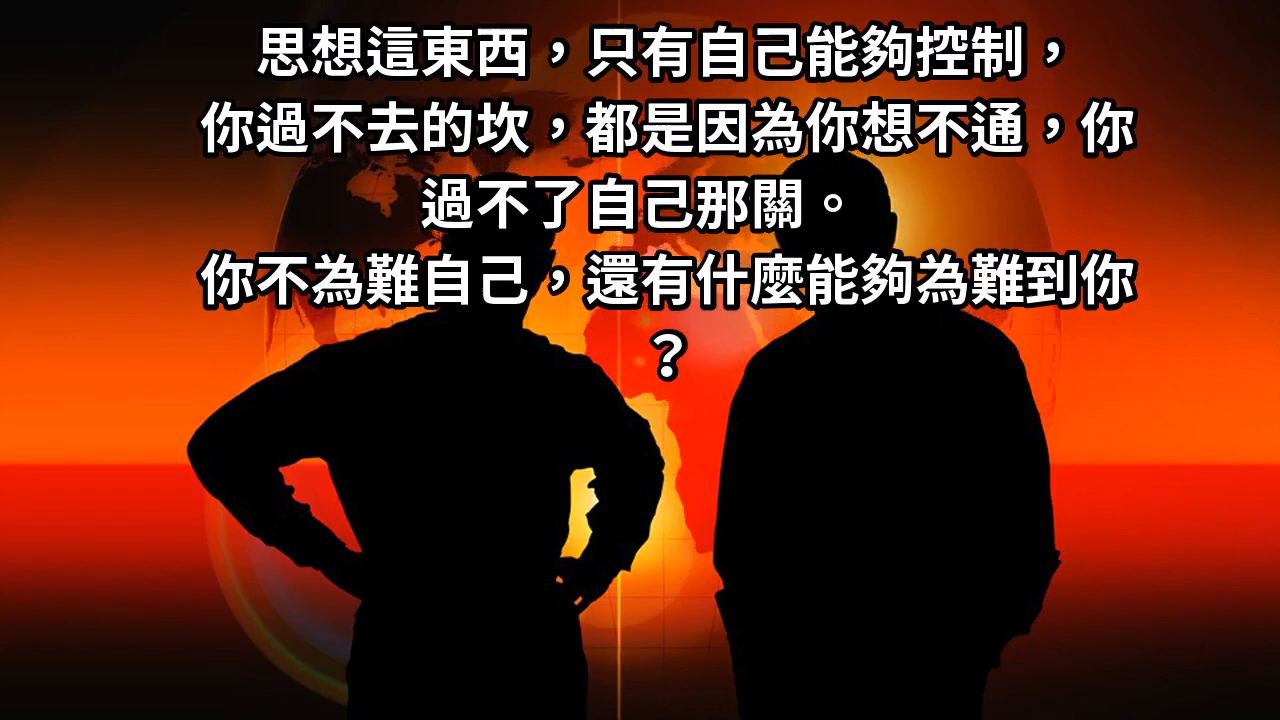 思想這東西，只有自己能夠控制，
你過不去的坎，都是因為你想不通，你
過不了自己那關。
你不為難自己，還有什麼能夠為難到你
？